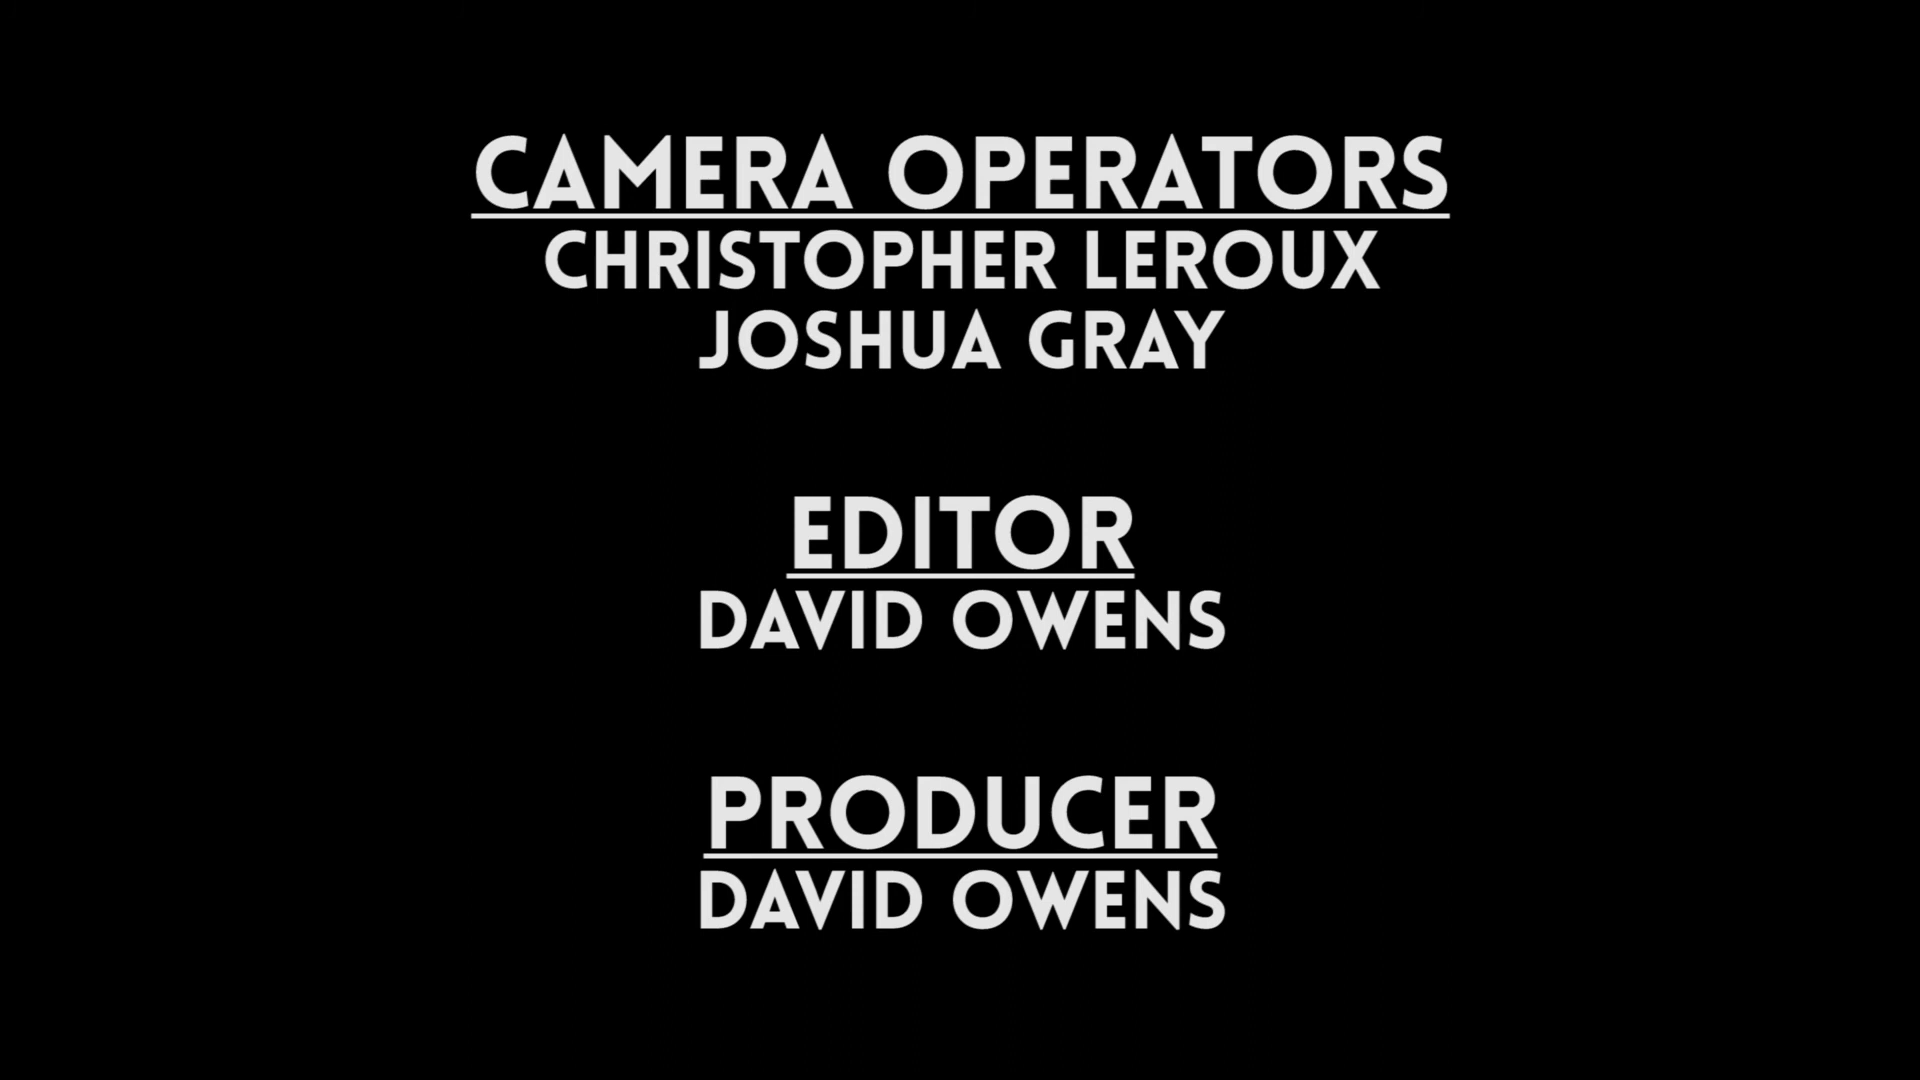 CAMERA OPERATORS
CHRISTOPHER LEROUX
JOSHUA GRAY
EDITOR
DAVID OWENS
PRODUCER
DAVID OWENS